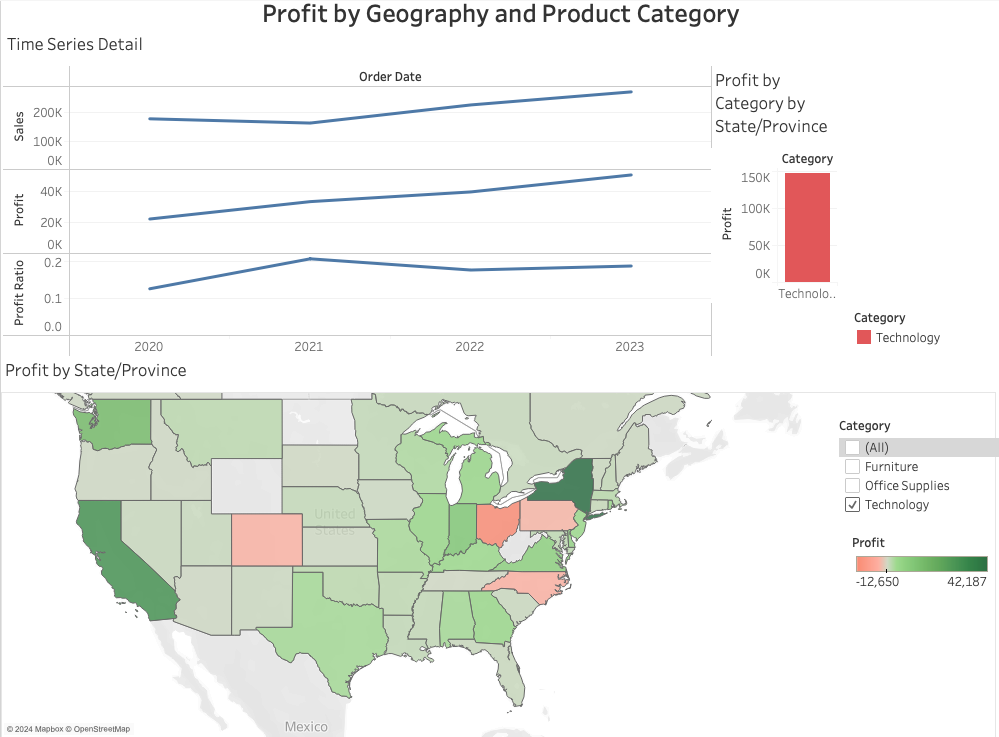 Profit by Geography and Product Category
Time Series Detail
Order Date
Sales
200K
100K
0K
Profit
40K
20K
0K
Profit Ratio
0.2
0.1
0.0
2020
2021
2022
2023
Profit by
Category by
State/Province
Category
Profit
150K
100K
50K
0K
Technolo..
Category
Technology
Profit by State/Province
United
States
Mexico
© 2024 Mapbox © OpenStreetMap
Category
(All)
Furniture
Office Supplies
Technology
Profit
-12,650
42,187